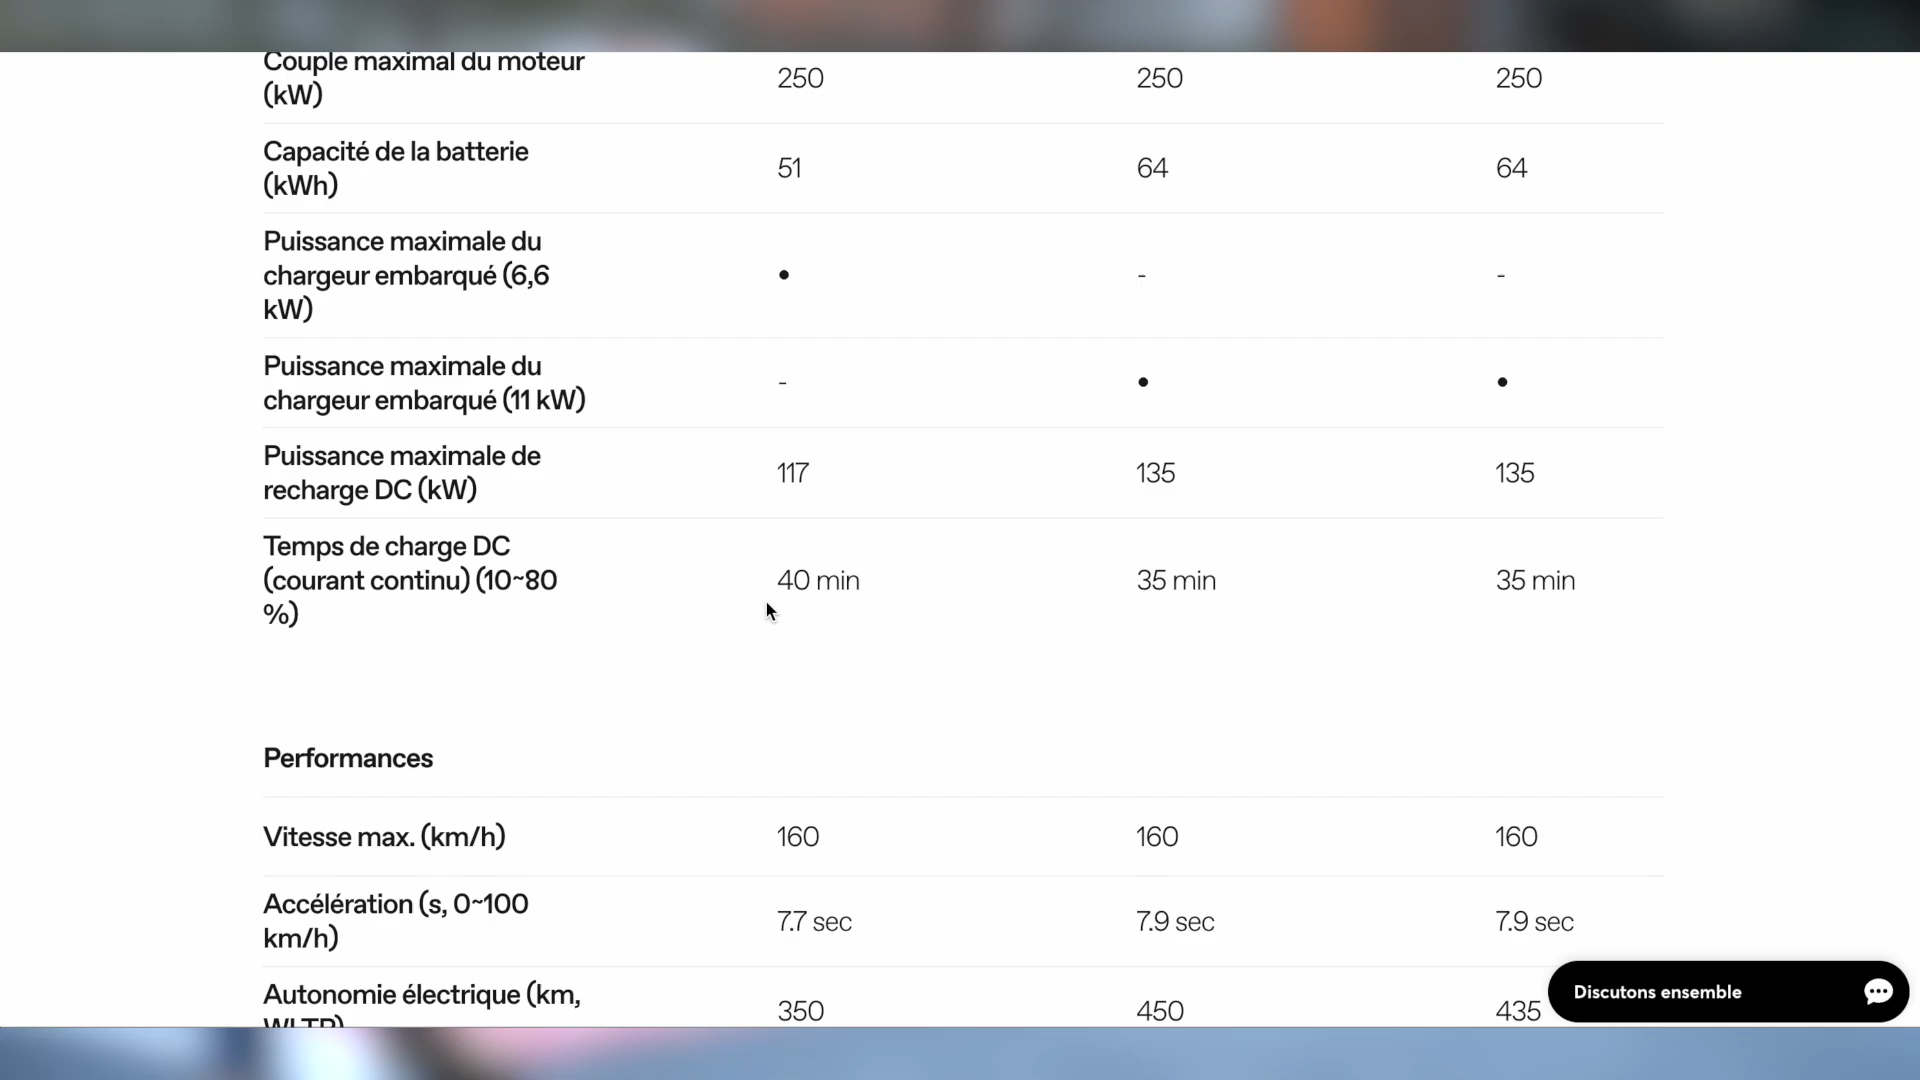 Couple maximal du moteur
(kW)
250
250
250
Capacité de la batterie
(kWh)
51
64
64
Puissance maximale du
chargeur embarqué (6,6
kW)
•
-
-
Puissance maximale du
chargeur embarqué (11 kW)
-
•
•
Puissance maximale de
recharge DC (kW)
117
135
135
Temps de charge DC
(courant continu) (10~80
%)
40 min
35 min
35 min
Performances
Vitesse max. (km/h)
160
160
160
Accélération (s, 0~100
km/h)
7.7 sec
7.9 sec
7.9 sec
Autonomie électrique (km,
WLTP)
350
450
435
Discutons ensemble